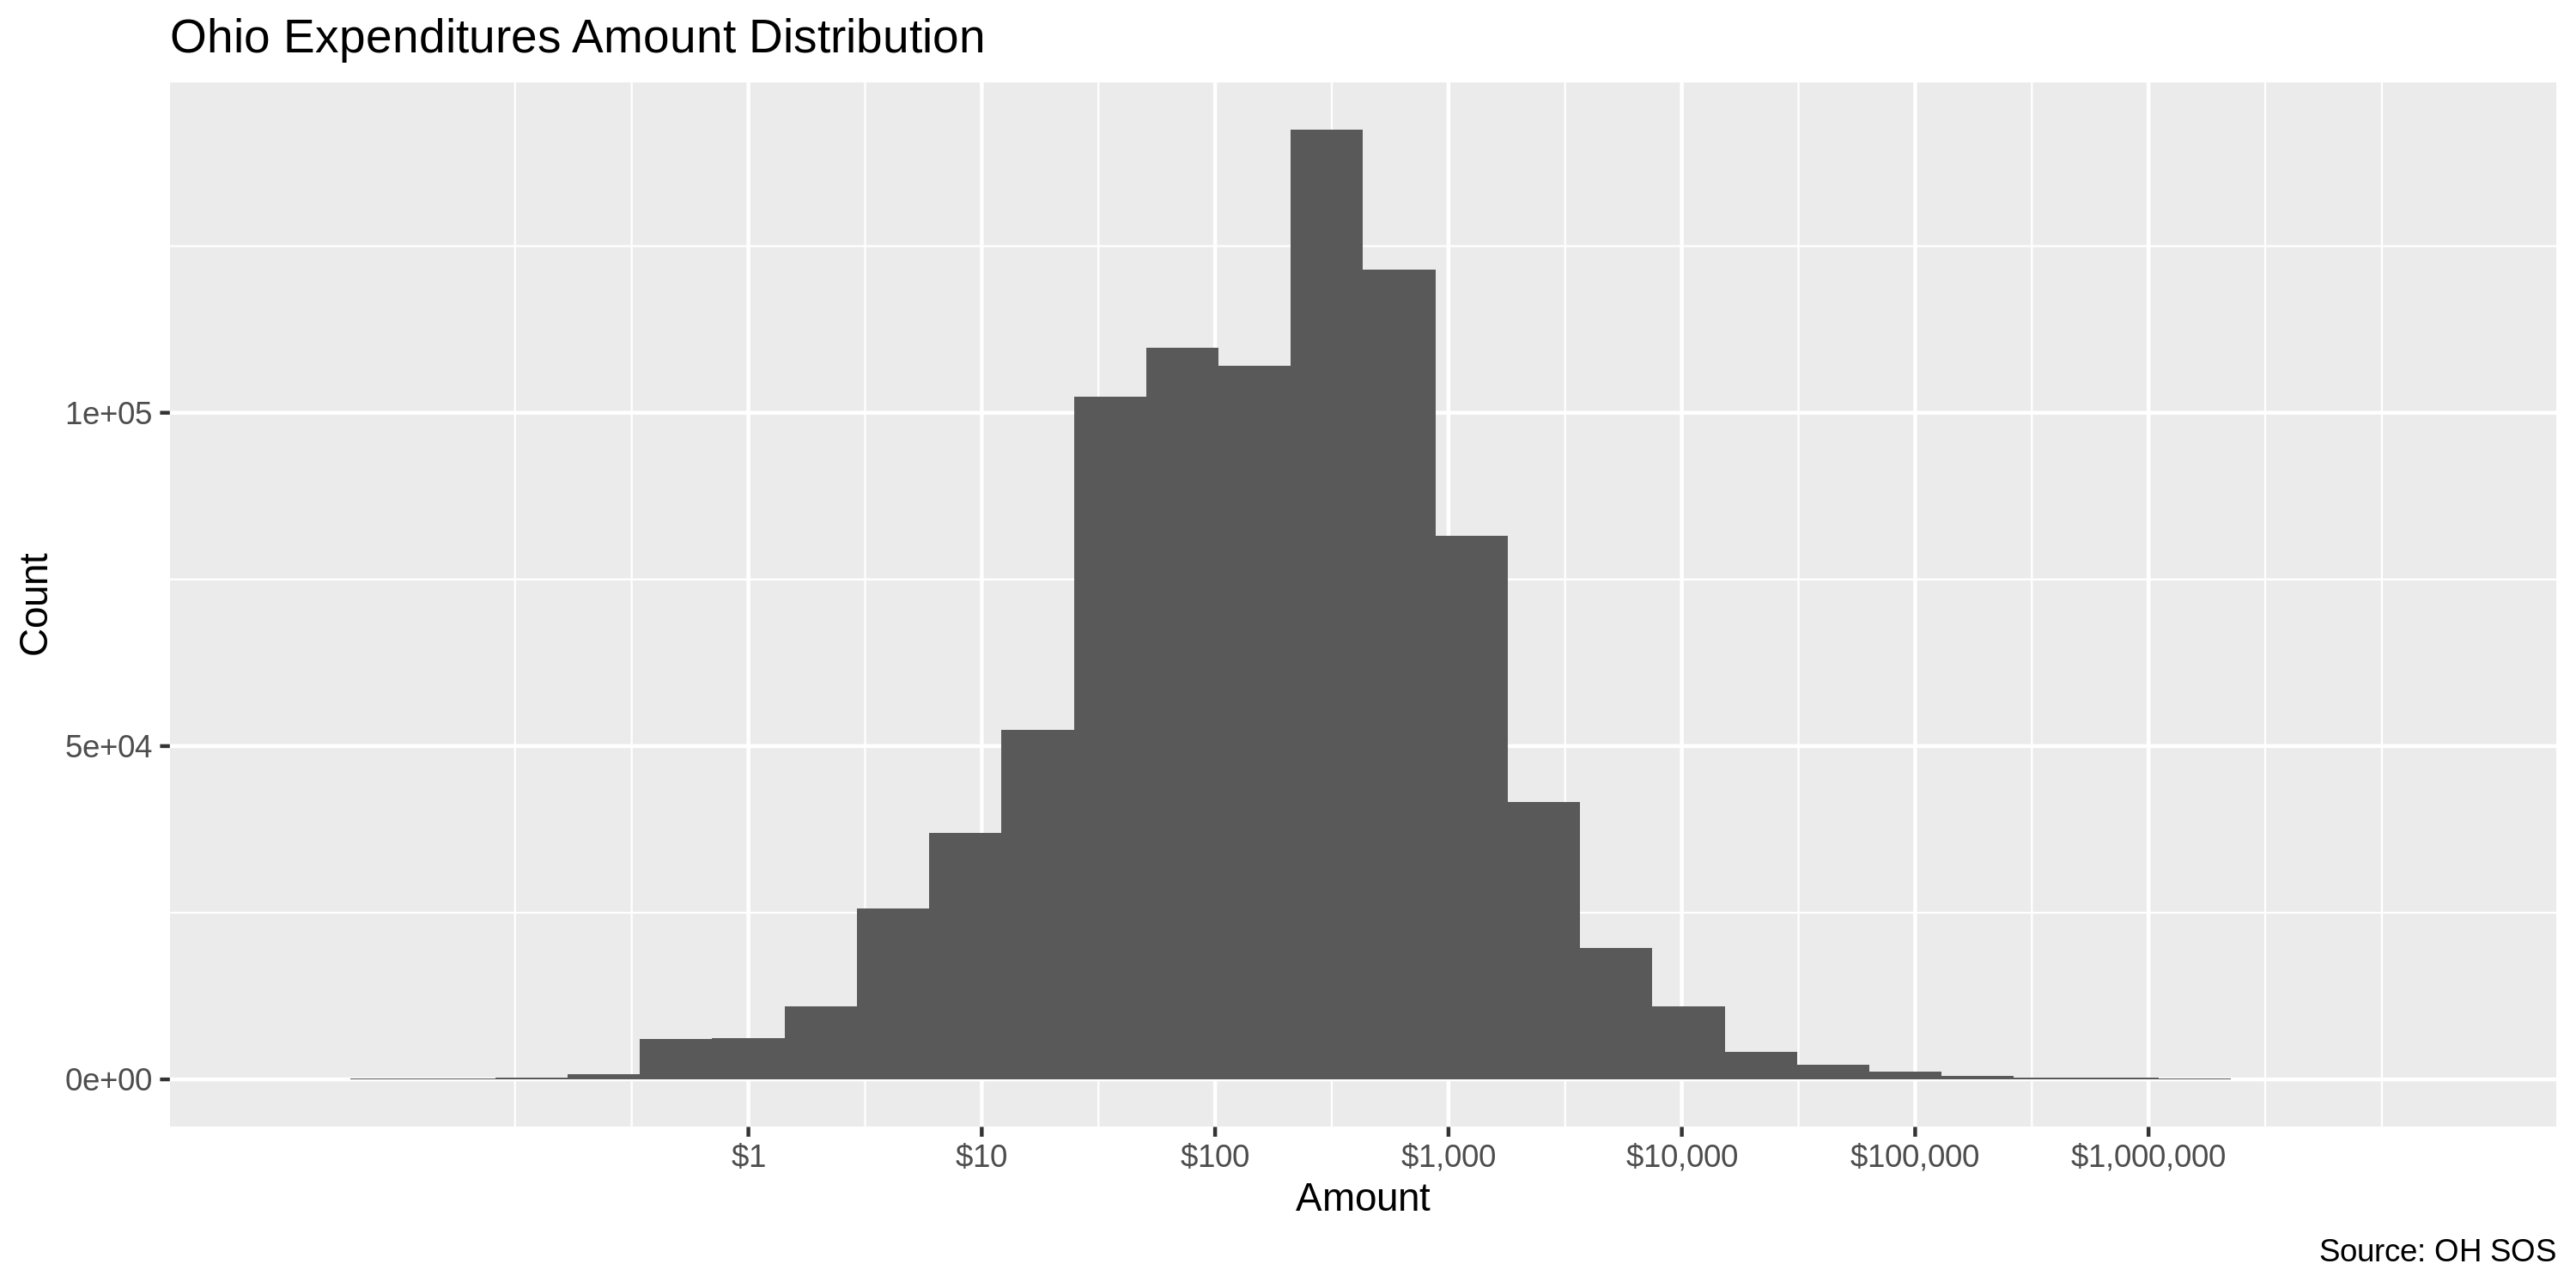 Ohio Expenditures Amount Distribution
Count
1e+05
5e+04
0e+00
$1 $10 $100 $1,000 $10,000 $100,000 $1,000,000
Amount
Source: OH SOS